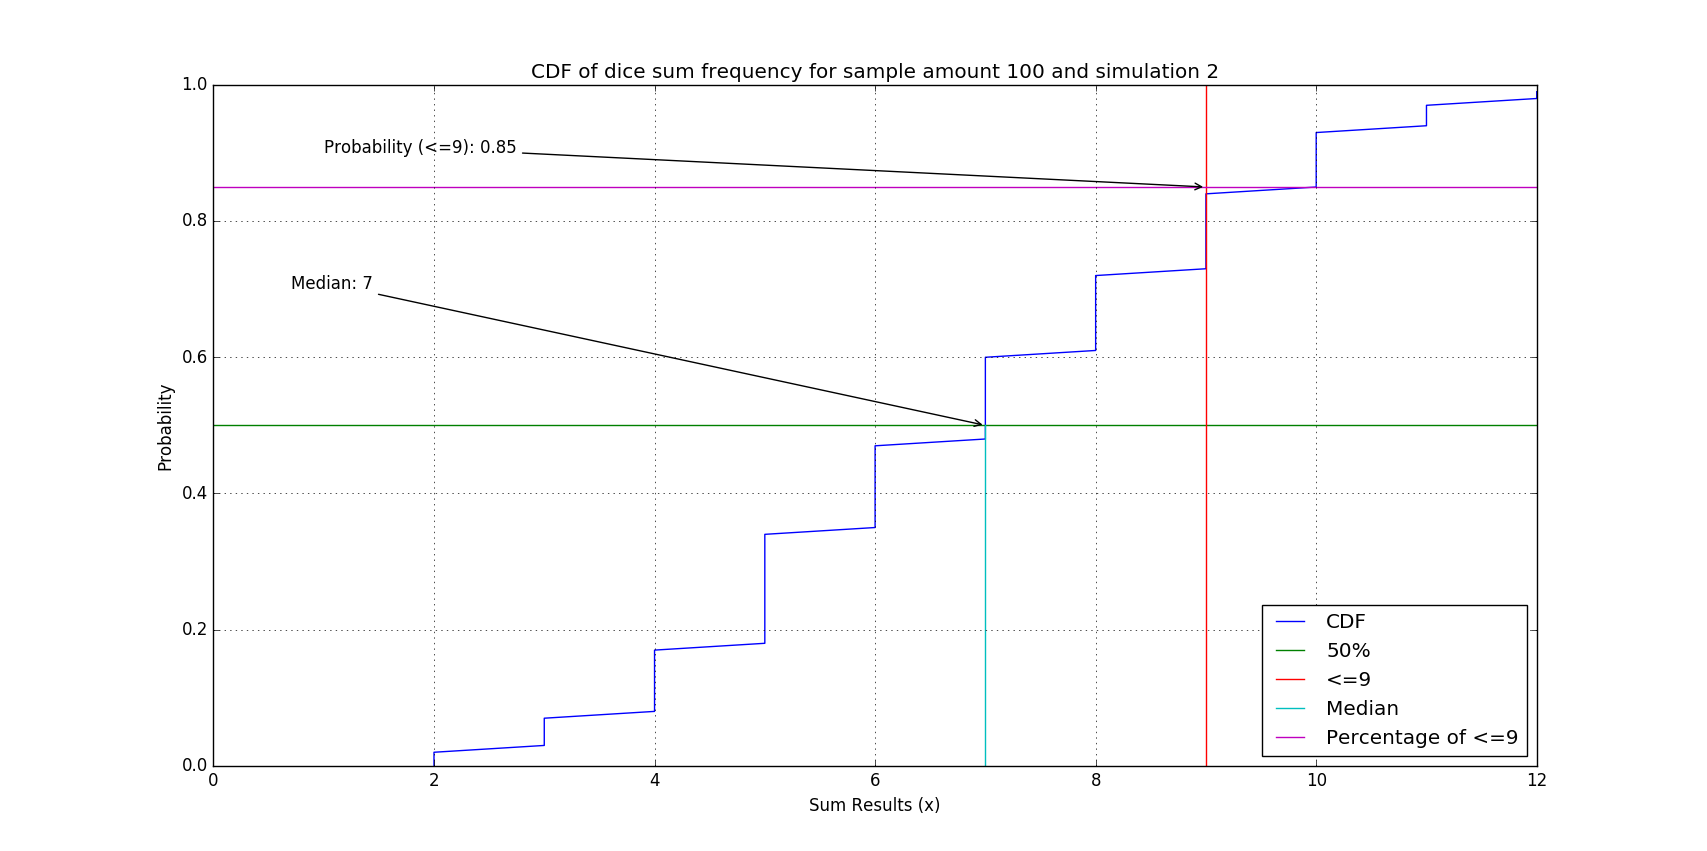 CDF of dice sum frequency for sample amount 100 and simulation 2
1.0
Probability (<=9): 0.85
0.8
Median: 7
0.6
Probability
0.4
0.2
0.0
CDF
50%
<=9
Median
Percentage of <=9
0 2 4 6 8 10 12
Sum Results (x)